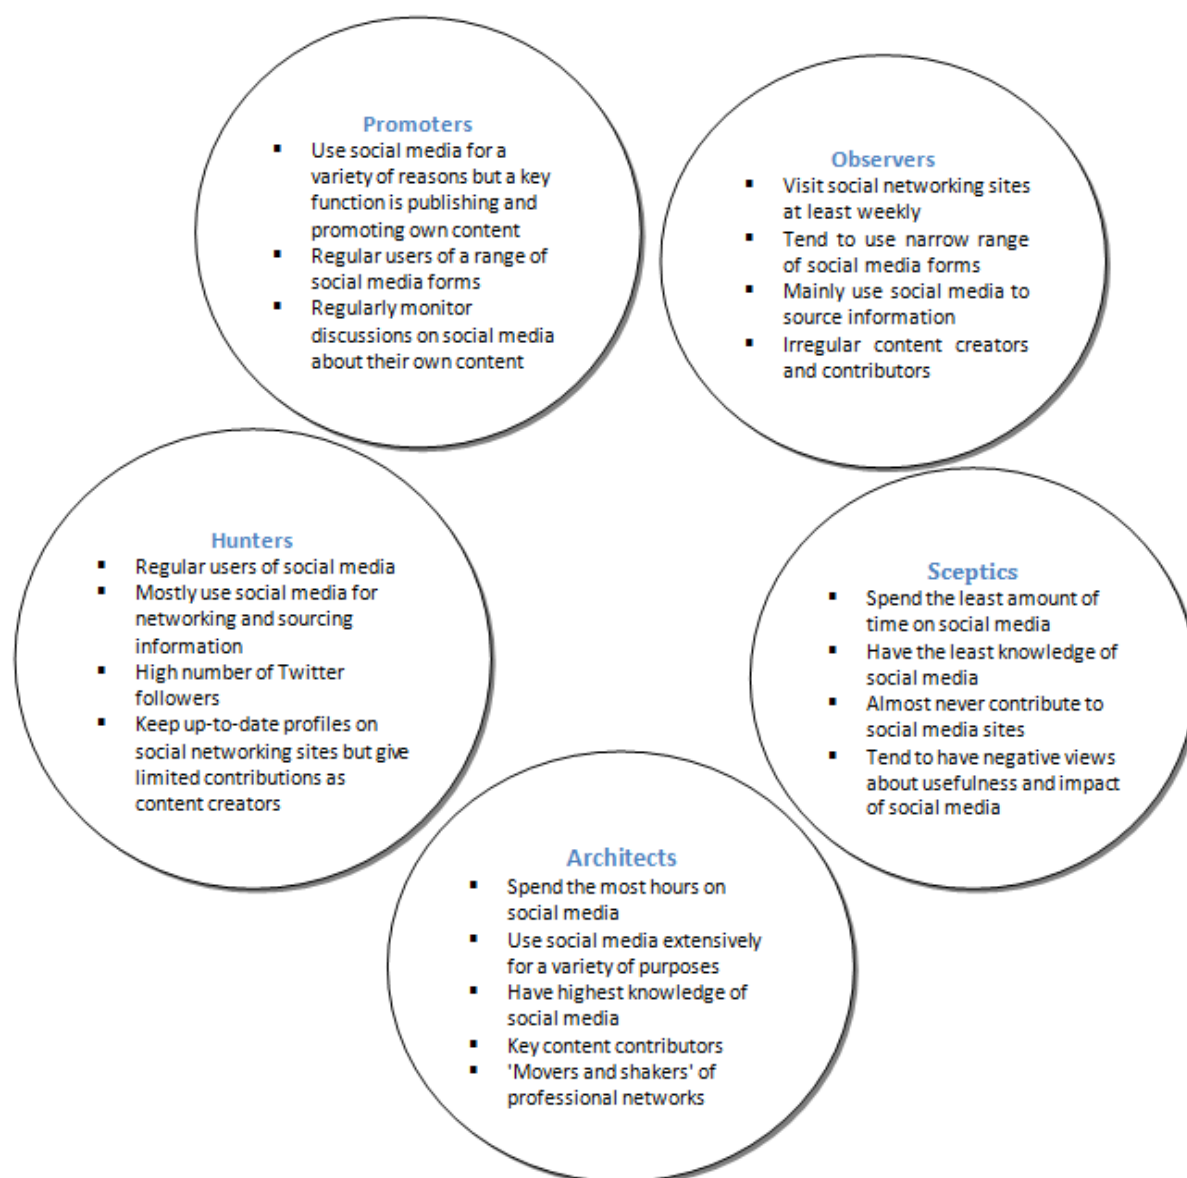 Promoters
▪ Use social media for a
variety of reasons but a key
function is publishing and
promoting own content
▪ Regular users of a range of
social media forms
▪ Regularly monitor
discussions on social media
about their own content
Observers
▪ Visit social networking sites
at least weekly
▪ Tend to use narrow range
of social media forms
▪ Mainly use social media to
source information
▪ Irregular content creators
and contributors
Hunters
▪ Regular users of social media
▪ Mostly use social media for
networking and sourcing
information
▪ High number of Twitter
followers
▪ Keep up-to-date profiles on
social networking sites but give
limited contributions as
content creators
Sceptics
▪ Spend the least amount of
time on social media
▪ Have the least knowledge of
social media
▪ Almost never contribute to
social media sites
▪ Tend to have negative views
about usefulness and impact
of social media
Architects
▪ Spend the most hours on
social media
▪ Use social media extensively
for a variety of purposes
▪ Have highest knowledge of
social media
▪ Key content contributors
▪ 'Movers and shakers' of
professional networks